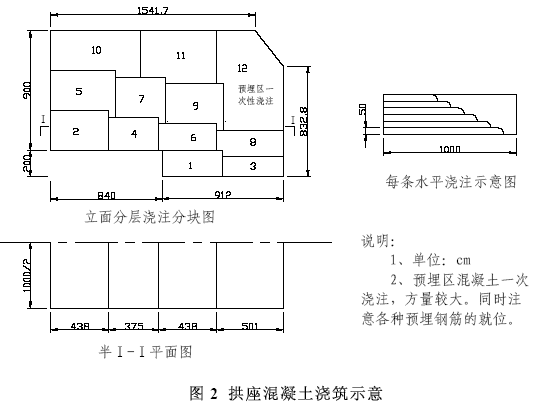 1541.7
10
11
12
预埋区一
次性浇注
5
7
9
900
832.8
I
I
2
4
6
8
200
1
3
840
912
立面分层浇注分块图
50
1000
每条水平浇注示意图
1000/2
438
375
438
501
半I-I平面图
说明:
1、单位: cm
2、预埋区混凝土一次
浇注，方量较大。同时注
意各种预埋钢筋的就位。
图 2 拱座混凝土浇筑示意